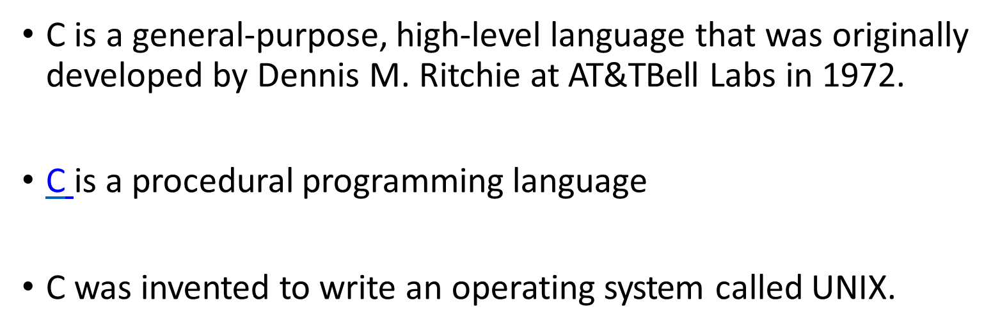 • C is a general-purpose, high-level language that was originally
developed by Dennis M. Ritchie at AT&TBell Labs in 1972.
• C is a procedural programming language
• C was invented to write an operating system called UNIX.